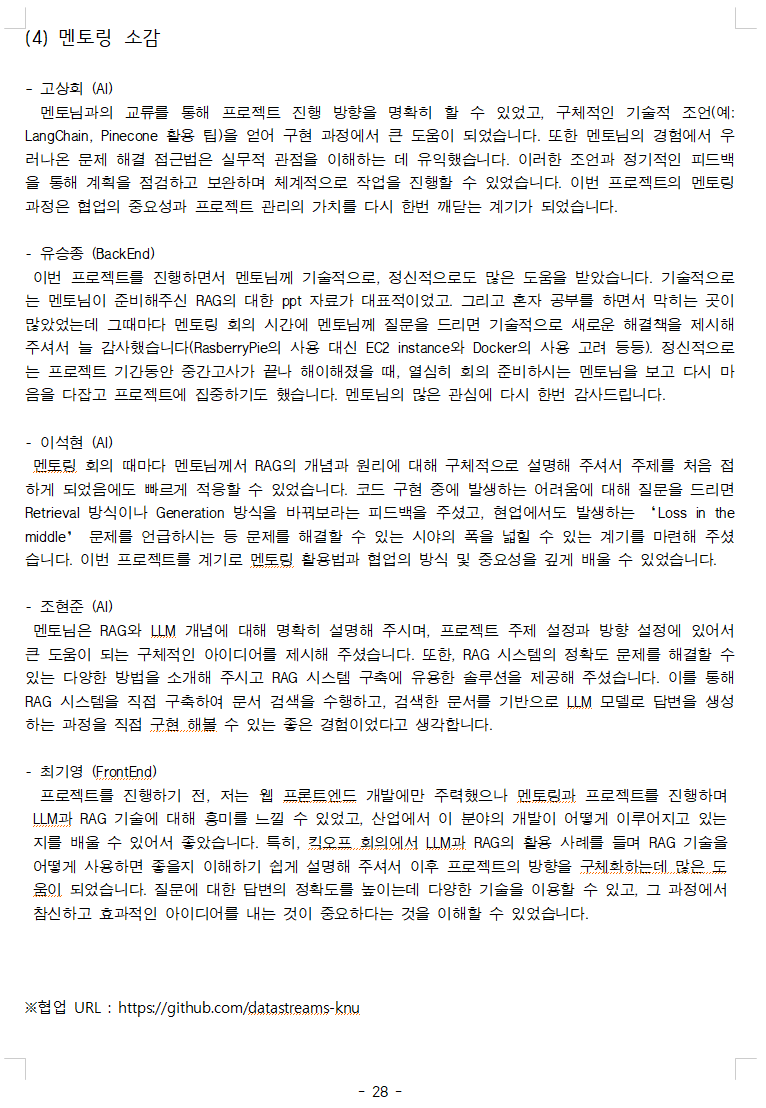 (4) 멘토링 소감
- 고상희 (AI)
멘토님과의 교류를 통해 프로젝트 진행 방향을 명확히 할 수 있었고, 구체적인 기술적 조언(예:
LangChain, Pinecone 활용 팁)을 얻어 구현 과정에서 큰 도움이 되었습니다. 또한 멘토님의 경험에서 우
러나온 문제 해결 접근법은 실무적 관점을 이해하는 데 유익했습니다. 이러한 조언과 정기적인 피드백
을 통해 계획을 점검하고 보완하며 체계적으로 작업을 진행할 수 있었습니다. 이번 프로젝트의 멘토링
과정은 협업의 중요성과 프로젝트 관리의 가치를 다시 한번 깨닫는 계기가 되었습니다.
- 유승종 (BackEnd)
이번 프로젝트를 진행하면서 멘토님께 기술적으로, 정신적으로도 많은 도움을 받았습니다. 기술적으로
는 멘토님이 준비해주신 RAG의 대한 ppt 자료가 대표적이었고. 그리고 혼자 공부를 하면서 막히는 곳이
많았었는데 그때마다 멘토링 회의 시간에 멘토님께 질문을 드리면 기술적으로 새로운 해결책을 제시해
주셔서 늘 감사했습니다(RasberryPie의 사용 대신 EC2 instance와 Docker의 사용 고려 등등). 정신적으로
는 프로젝트 기간동안 중간고사가 끝나 해이해졌을 때, 열심히 회의 준비하시는 멘토님을 보고 다시 마
음을 다잡고 프로젝트에 집중하기도 했습니다. 멘토님의 많은 관심에 다시 한번 감사드립니다.
- 이석현 (AI)
멘토링 회의 때마다 멘토님께서 RAG의 개념과 원리에 대해 구체적으로 설명해 주셔서 주제를 처음 접
하게 되었음에도 빠르게 적응할 수 있었습니다. 코드 구현 중에 발생하는 어려움에 대해 질문을 드리면
Retrieval 방식이나 Generation 방식을 바꿔보라는 피드백을 주셨고, 현업에서도 발생하는 ‘Loss in the
middle’ 문제를 언급하시는 등 문제를 해결할 수 있는 시야의 폭을 넓힐 수 있는 계기를 마련해 주셨
습니다. 이번 프로젝트를 계기로 멘토링 활용법과 협업의 방식 및 중요성을 깊게 배울 수 있었습니다.
- 조현준 (AI)
멘토님은 RAG와 LLM 개념에 대해 명확히 설명해 주시며, 프로젝트 주제 설정과 방향 설정에 있어서
큰 도움이 되는 구체적인 아이디어를 제시해 주셨습니다. 또한, RAG 시스템의 정확도 문제를 해결할 수
있는 다양한 방법을 소개해 주시고 RAG 시스템 구축에 유용한 솔루션을 제공해 주셨습니다. 이를 통해
RAG 시스템을 직접 구축하여 문서 검색을 수행하고, 검색한 문서를 기반으로 LLM 모델로 답변을 생성
하는 과정을 직접 구현 해볼 수 있는 좋은 경험이었다고 생각합니다.
- 최기영 (FrontEnd)
프로젝트를 진행하기 전, 저는 웹 프론트엔드 개발에만 주력했으나 멘토링과 프로젝트를 진행하며
LLM과 RAG 기술에 대해 흥미를 느낄 수 있었고, 산업에서 이 분야의 개발이 어떻게 이루어지고 있는
지를 배울 수 있어서 좋았습니다. 특히, 킥오프 회의에서 LLM과 RAG의 활용 사례를 들며 RAG 기술을
어떻게 사용하면 좋을지 이해하기 쉽게 설명해 주셔서 이후 프로젝트의 방향을 구체화하는데 많은 도
움이 되었습니다. 질문에 대한 답변의 정확도를 높이는데 다양한 기술을 이용할 수 있고, 그 과정에서
참신하고 효과적인 아이디어를 내는 것이 중요하다는 것을 이해할 수 있었습니다.
※협업 URL : https://github.com/datastreams-knu
- 28 -